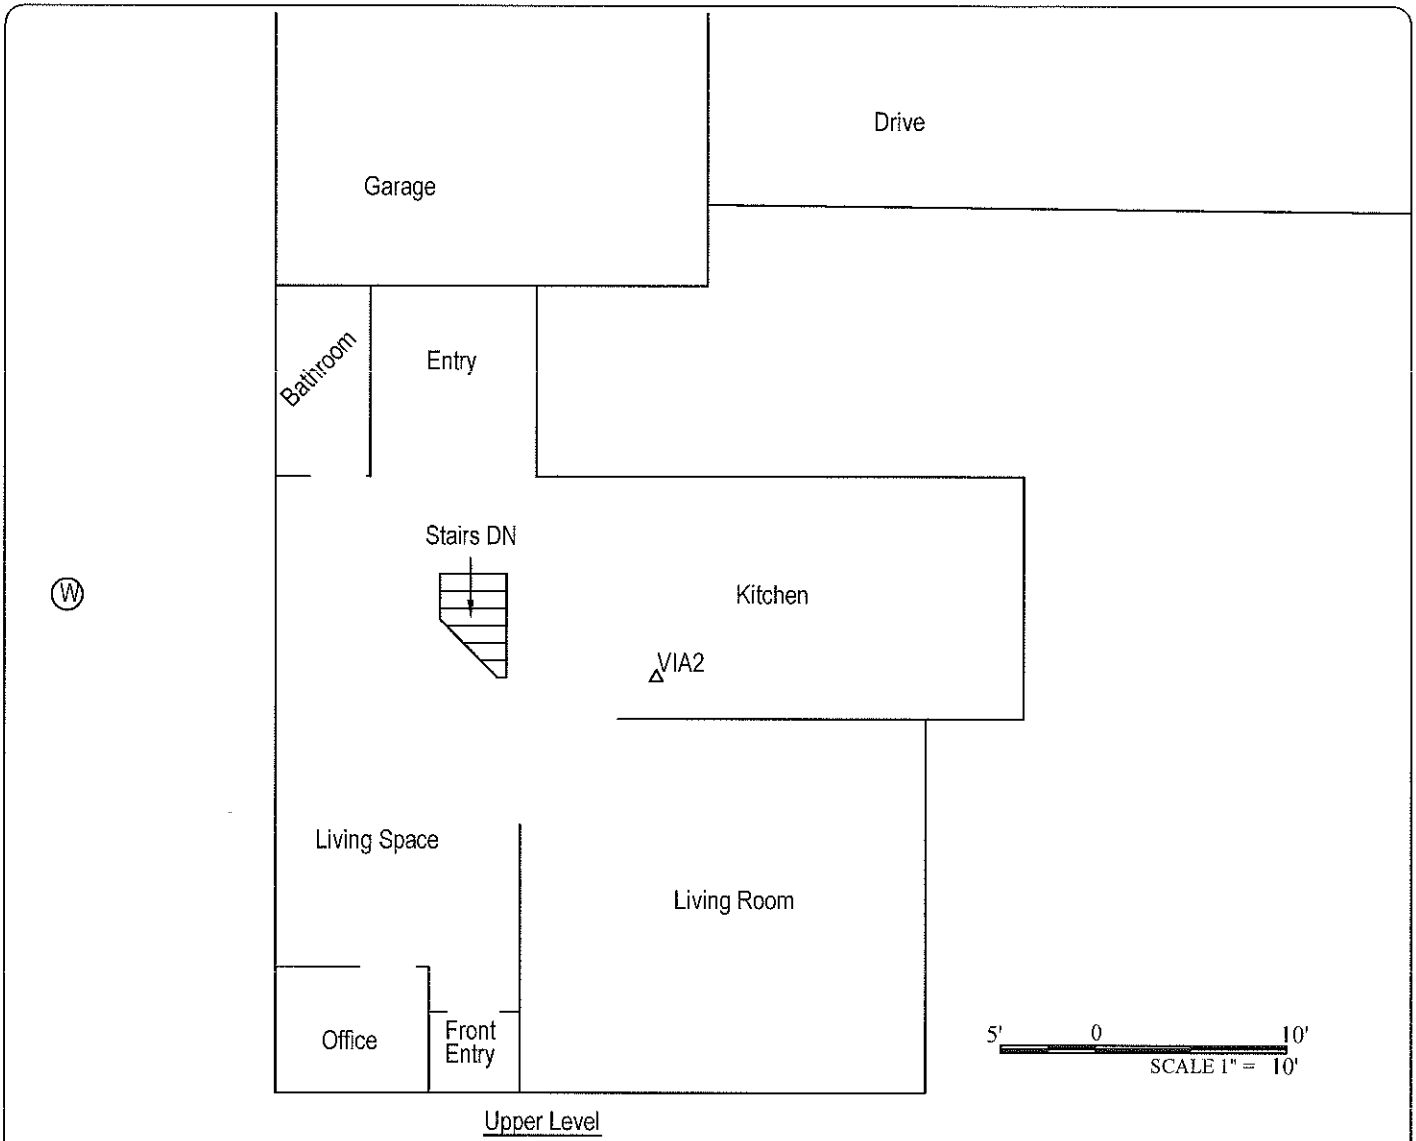 Drive
Garage
Bathroom
Entry
Stairs DN
W
Kitchen
VIA2
Living Space
Living Room
Office
Front
Entry
5' 0 10'
SCALE 1" = 10'
Upper Level